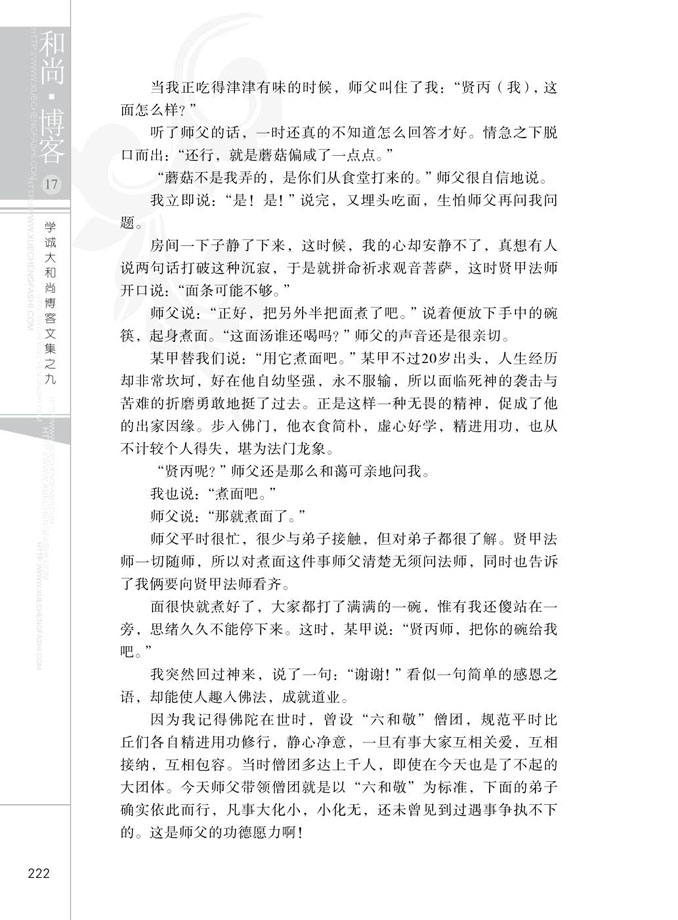 和尚·博客
17
学诚大和尚博客文集之九
当我正吃得津津有味的时候，师父叫住了我：“贤丙（我），这
面怎么样？”
听了师父的话，一时还真的不知道怎么回答才好。情急之下脱
口而出：“还行，就是蘑菇偏咸了一点点。”
“蘑菇不是我弄的，是你们从食堂打来的。”师父很自信地说。
我立即说：“是！是！”说完，又埋头吃面，生怕师父再问我问
题。
房间一下子静了下来，这时候，我的心却安静不了，真想有人
说两句话打破这种沉寂，于是就拼命祈求观音菩萨，这时贤甲法师
开口说：“面条可能不够。”
师父说：“正好，把另外半把面煮了吧。”说着便放下手中的碗
筷，起身煮面。“这面汤谁还喝吗？”师父的声音还是很亲切。
某甲替我们说：“用它煮面吧。”某甲不过20岁出头，人生经历
却非常坎坷，好在他自幼坚强，永不服输，所以面临死神的袭击与
苦难的折磨勇敢地挺了过去。正是这样一种无畏的精神，促成了他
的出家因缘。步入佛门，他衣食简朴，虚心好学，精进用功，也从
不计较个人得失，堪为法门龙象。
“贤丙呢？”师父还是那么和蔼可亲地问我。
我也说：“煮面吧。”
师父说：“那就煮面了。”
师父平时很忙，很少与弟子接触，但对弟子都很了解。贤甲法
师一切随师，所以对煮面这件事师父清楚无须问法师，同时也告诉
了我俩要向贤甲法师看齐。
面很快就煮好了，大家都打了满满的一碗，惟有我还傻站在一
旁，思绪久久不能停下来。这时，某甲说：“贤丙师，把你的碗给我
吧。”
我突然回过神来，说了一句：“谢谢！”看似一句简单的感恩之
语，却能使人趣入佛法，成就道业。
因为我记得佛陀在世时，曾设“六和敬”僧团，规范平时比
丘们各自精进用功修行，静心净意，一旦有事大家互相关爱，互相
接纳，互相包容。当时僧团多达上千人，即使在今天也是了不起的
大团体。今天师父带领僧团就是以“六和敬”为标准，下面的弟子
确实依此而行，凡事大化小，小化无，还未曾见到过遇事争执不下
的。这是师父的功德愿力啊！
222